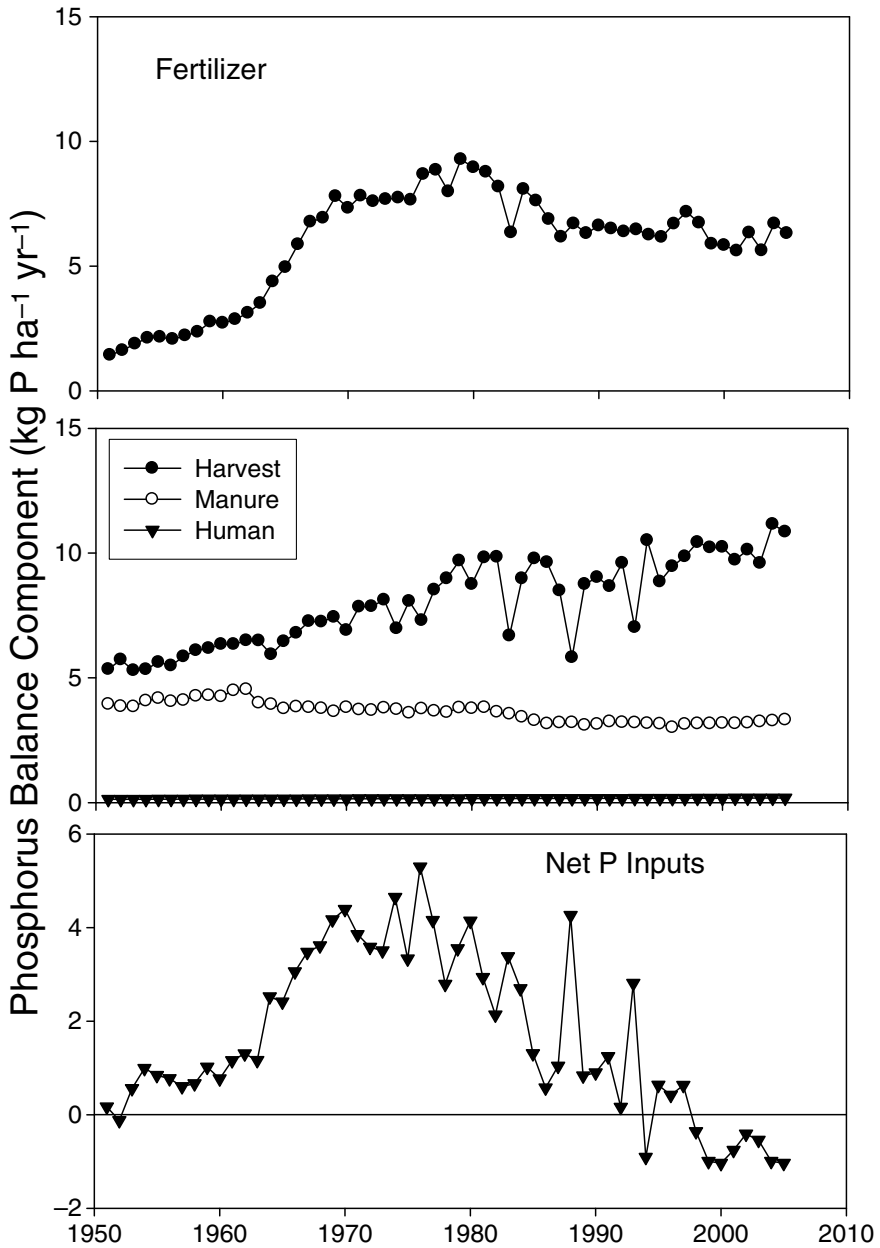 Phosphorus Balance Component (kg P ha⁻¹ yr⁻¹)
15
Fertilizer
10
5
0
15
Harvest
Manure
Human
10
5
0
6
Net P Inputs
4
2
0
−2
1950 1960 1970 1980 1990 2000 2010